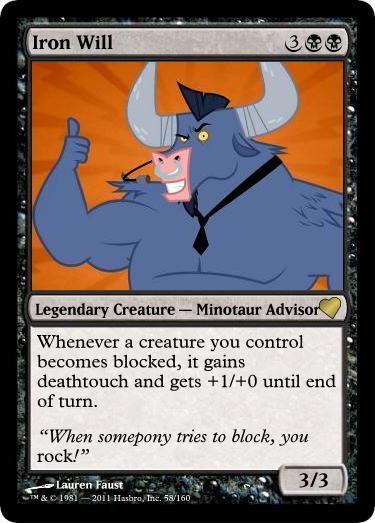 Iron Will 3
Legendary Creature — Minotaur Advisor
Whenever a creature you control
becomes blocked, it gains
deathtouch and gets +1/+0 until end
of turn.
“When somepony tries to block, you
rock!”
Lauren Faust
™ & © 1981 — 2011 Hasbro, Inc. 58/160
3/3